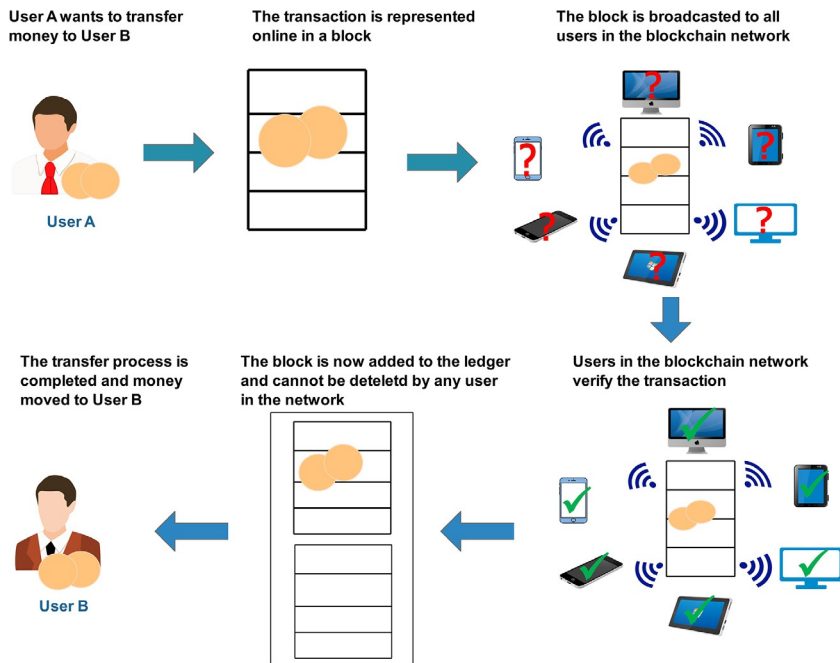 User A wants to transfer
money to User B
The transaction is represented
online in a block
The block is broadcasted to all
users in the blockchain network
?
?
?
?
?
?
User A
The transfer process is
completed and money
moved to User B
The block is now added to the ledger
and cannot be deteletd by any user
in the network
Users in the blockchain network
verify the transaction
User B